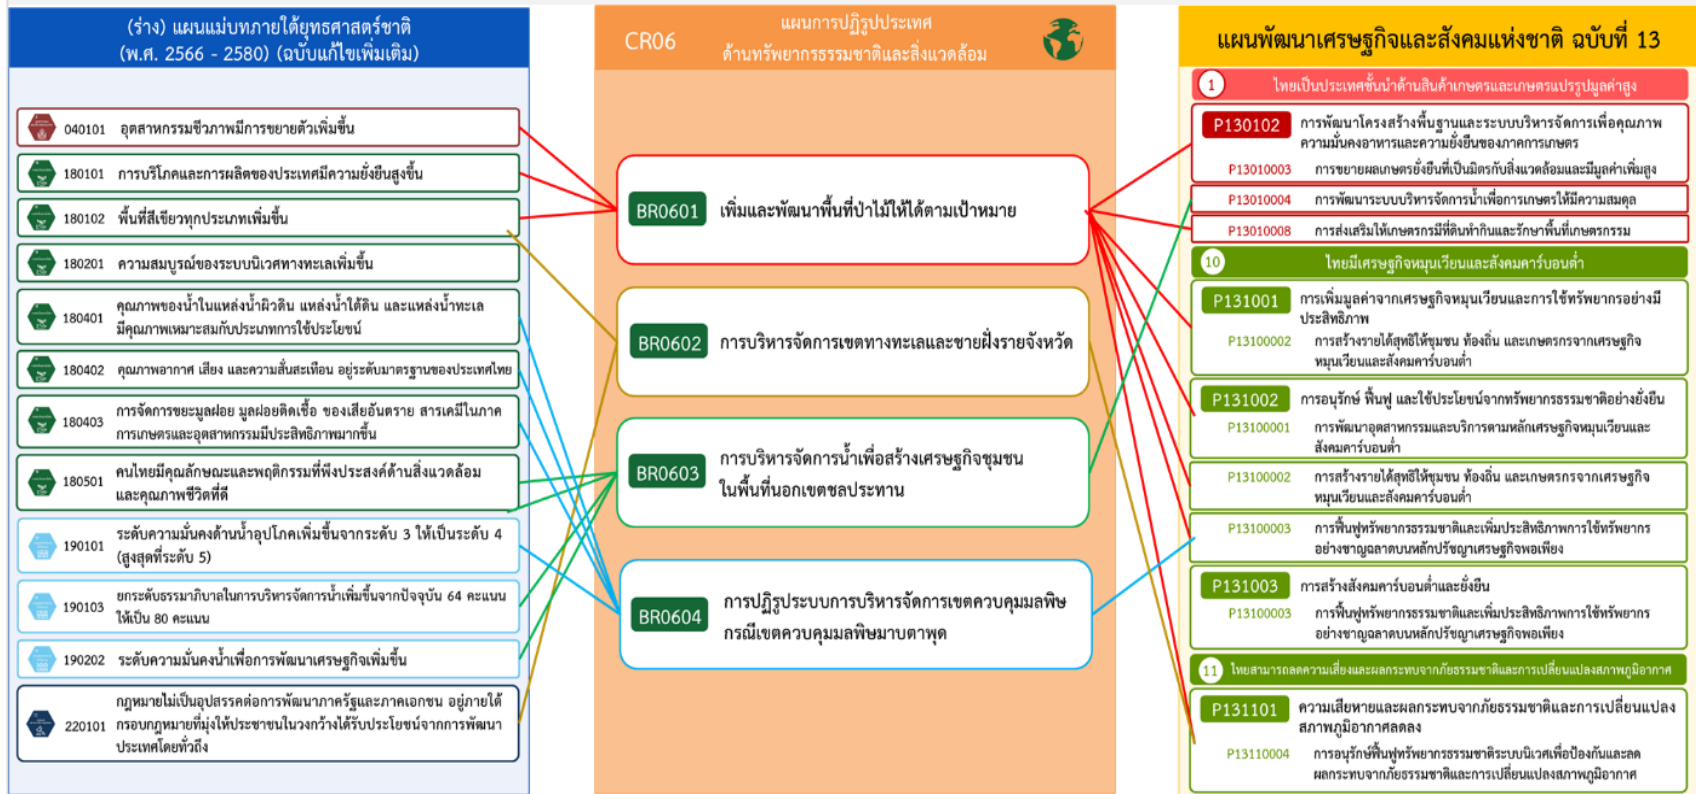 (ร่าง) แผนแม่บทภายใต้ยุทธศาสตร์ชาติ
(พ.ศ. 2566 - 2580) (ฉบับแก้ไขเพิ่มเติม)
040101 อุตสาหกรรมชีวภาพมีการขยายตัวเพิ่มขึ้น
180101 การบริโภคและการผลิตของประเทศมีความยั่งยืนสูงขึ้น
180102 พื้นที่สีเขียวทุกประเภทเพิ่มขึ้น
180201 ความสมบูรณ์ของระบบนิเวศทางทะเลเพิ่มขึ้น
180401 คุณภาพของน้ำในแหล่งน้ำผิวดิน แหล่งน้ำใต้ดิน และแหล่งน้ำทะเล
มีคุณภาพเหมาะสมกับประเภทการใช้ประโยชน์
180402 คุณภาพอากาศ เสียง และความสั่นสะเทือน อยู่ระดับมาตรฐานของประเทศไทย
180403 การจัดการขยะมูลฝอย มูลฝอยติดเชื้อ ของเสียอันตราย สารเคมีในภาค
การเกษตรและอุตสาหกรรมมีประสิทธิภาพมากขึ้น
180501 คนไทยมีคุณลักษณะและพฤติกรรมที่พึงประสงค์ด้านสิ่งแวดล้อม
และคุณภาพชีวิตที่ดี
190101 ระดับความมั่นคงด้านน้ำอุปโภคเพิ่มขึ้นจากระดับ 3 ให้เป็นระดับ 4
(สูงสุดที่ระดับ 5)
190103 ยกระดับธรรมาภิบาลในการบริหารจัดการน้ำเพิ่มขึ้นจากปัจจุบัน 64 คะแนน
ให้เป็น 80 คะแนน
190202 ระดับความมั่นคงน้ำเพื่อการพัฒนาเศรษฐกิจเพิ่มขึ้น
220101 กฎหมายไม่เป็นอุปสรรคต่อการพัฒนาภาครัฐและภาคเอกชน อยู่ภายใต้
กรอบกฎหมายที่มุ่งให้ประชาชนในวงกว้างได้รับประโยชน์จากการพัฒนา
ประเทศโดยทั่วถึง
CR06 แผนการปฏิรูปประเทศ
ด้านทรัพยากรธรรมชาติและสิ่งแวดล้อม
BR0601 เพิ่มและพัฒนาพื้นที่ป่าไม้ให้ได้ตามเป้าหมาย
BR0602 การบริหารจัดการเขตทางทะเลและชายฝั่งรายจังหวัด
BR0603 การบริหารจัดการน้ำเพื่อสร้างเศรษฐกิจชุมชน
ในพื้นที่นอกเขตชลประทาน
BR0604 การปฏิรูประบบการบริหารจัดการเขตควบคุมมลพิษ
กรณีเขตควบคุมมลพิษมาบตาพุด
แผนพัฒนาเศรษฐกิจและสังคมแห่งชาติ ฉบับที่ 13
1 ไทยเป็นประเทศชั้นนำด้านสินค้าเกษตรและเกษตรแปรรูปมูลค่าสูง
P130102 การพัฒนาโครงสร้างพื้นฐานและระบบบริหารจัดการเพื่อคุณภาพ
ความมั่นคงอาหารและความยั่งยืนของภาคการเกษตร
P13010003 การขยายผลเกษตรยั่งยืนที่เป็นมิตรกับสิ่งแวดล้อมและมีมูลค่าเพิ่มสูง
P13010004 การพัฒนาระบบบริหารจัดการน้ำเพื่อการเกษตรให้มีความสมดุล
P13010008 การส่งเสริมให้เกษตรกรมีที่ดินทำกินและรักษาพื้นที่เกษตรกรรม
10 ไทยมีเศรษฐกิจหมุนเวียนและสังคมคาร์บอนต่ำ
P131001 การเพิ่มมูลค่าจากเศรษฐกิจหมุนเวียนและการใช้ทรัพยากรอย่างมี
ประสิทธิภาพ
P13100002 การสร้างรายได้สุทธิให้ชุมชน ท้องถิ่น และเกษตรกรจากเศรษฐกิจ
หมุนเวียนและสังคมคาร์บอนต่ำ
P131002 การอนุรักษ์ ฟื้นฟู และใช้ประโยชน์จากทรัพยากรธรรมชาติอย่างยั่งยืน
P13100001 การพัฒนาอุตสาหกรรมและบริการตามหลักเศรษฐกิจหมุนเวียนและ
สังคมคาร์บอนต่ำ
P13100002 การสร้างรายได้สุทธิให้ชุมชน ท้องถิ่น และเกษตรกรจากเศรษฐกิจ
หมุนเวียนและสังคมคาร์บอนต่ำ
P13100003 การฟื้นฟูทรัพยากรธรรมชาติและเพิ่มประสิทธิภาพการใช้ทรัพยากร
อย่างชาญฉลาดบนหลักปรัชญาเศรษฐกิจพอเพียง
P131003 การสร้างสังคมคาร์บอนต่ำและยั่งยืน
P13100003 การฟื้นฟูทรัพยากรธรรมชาติและเพิ่มประสิทธิภาพการใช้ทรัพยากร
อย่างชาญฉลาดบนหลักปรัชญาเศรษฐกิจพอเพียง
11 ไทยสามารถลดความเสี่ยงและผลกระทบจากภัยธรรมชาติและการเปลี่ยนแปลงสภาพภูมิอากาศ
P131101 ความเสียหายและผลกระทบจากภัยธรรมชาติและการเปลี่ยนแปลง
สภาพภูมิอากาศลดลง
P13110004 การอนุรักษ์ฟื้นฟูทรัพยากรธรรมชาติระบบนิเวศเพื่อป้องกันและลด
ผลกระทบจากภัยธรรมชาติและการเปลี่ยนแปลงสภาพภูมิอากาศ